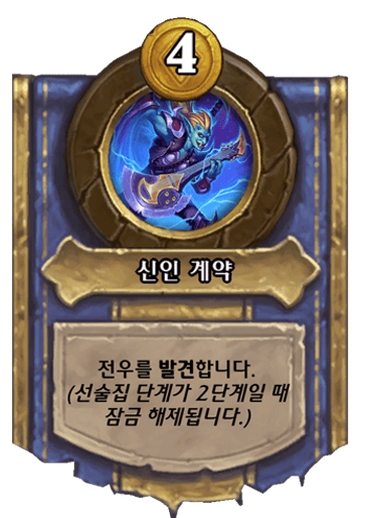 4
신인 계약
전우를 발견합니다.
(선술집 단계가 2단계일 때
잠금 해제됩니다.)